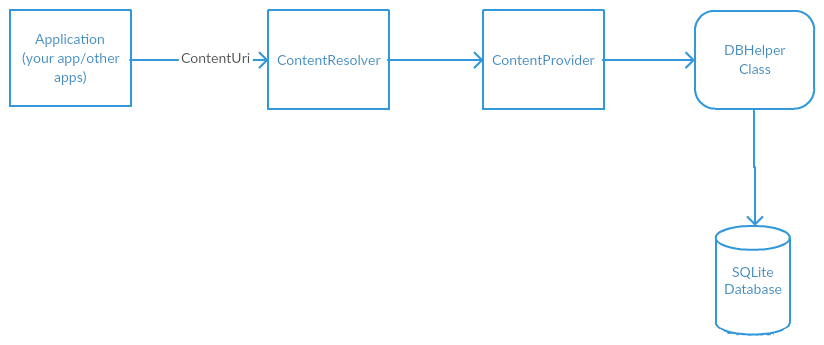 Application
(your app/other
apps)
ContentUri
ContentResolver
ContentProvider
DBHelper
Class
SQLite
Database